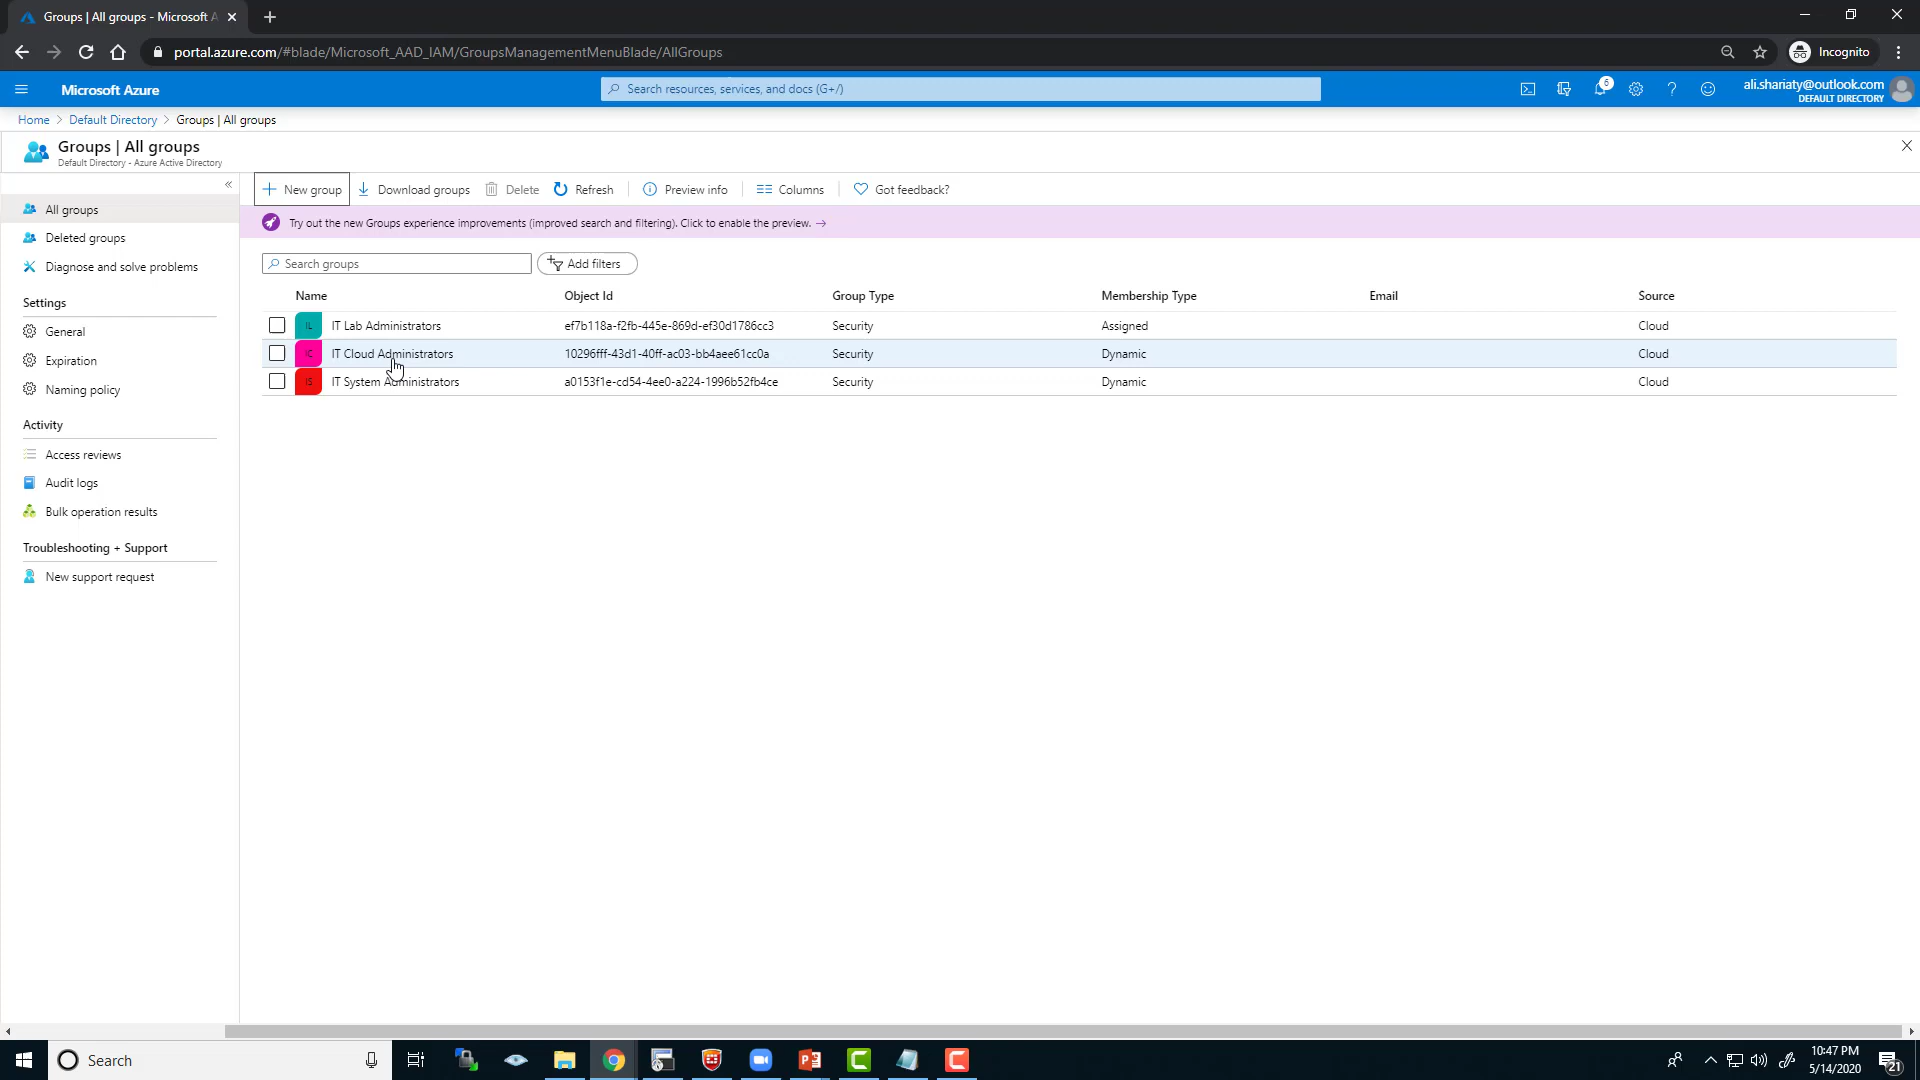 Groups | All groups - Microsoft A
portal.azure.com/#blade/Microsoft_AAD_IAM/GroupsManagementMenuBlade/AllGroups
Incognito
Microsoft Azure
Search resources, services, and docs (G+/)
6
ali.shariaty@outlook.com
DEFAULT DIRECTORY
Home > Default Directory > Groups | All groups
Groups | All groups
Default Directory - Azure Active Directory
All groups
Deleted groups
Diagnose and solve problems
Settings
General
Expiration
Naming policy
Activity
Access reviews
Audit logs
Bulk operation results
Troubleshooting + Support
New support request
New group
Download groups
Delete
Refresh
Preview info
Columns
Got feedback?
Try out the new Groups experience improvements (improved search and filtering). Click to enable the preview. →
Search groups
Add filters
Name Object Id Group Type Membership Type Email Source
IL IT Lab Administrators ef7b118a-f2fb-445e-869d-ef30d1786cc3 Security Assigned Cloud
IC IT Cloud Administrators 10296fff-43d1-40ff-ac03-bb4aee61cc0a Security Dynamic Cloud
IS IT System Administrators a0153f1e-cd54-4ee0-a224-1996b52fb4ce Security Dynamic Cloud
Search
10:47 PM
5/14/2020
21